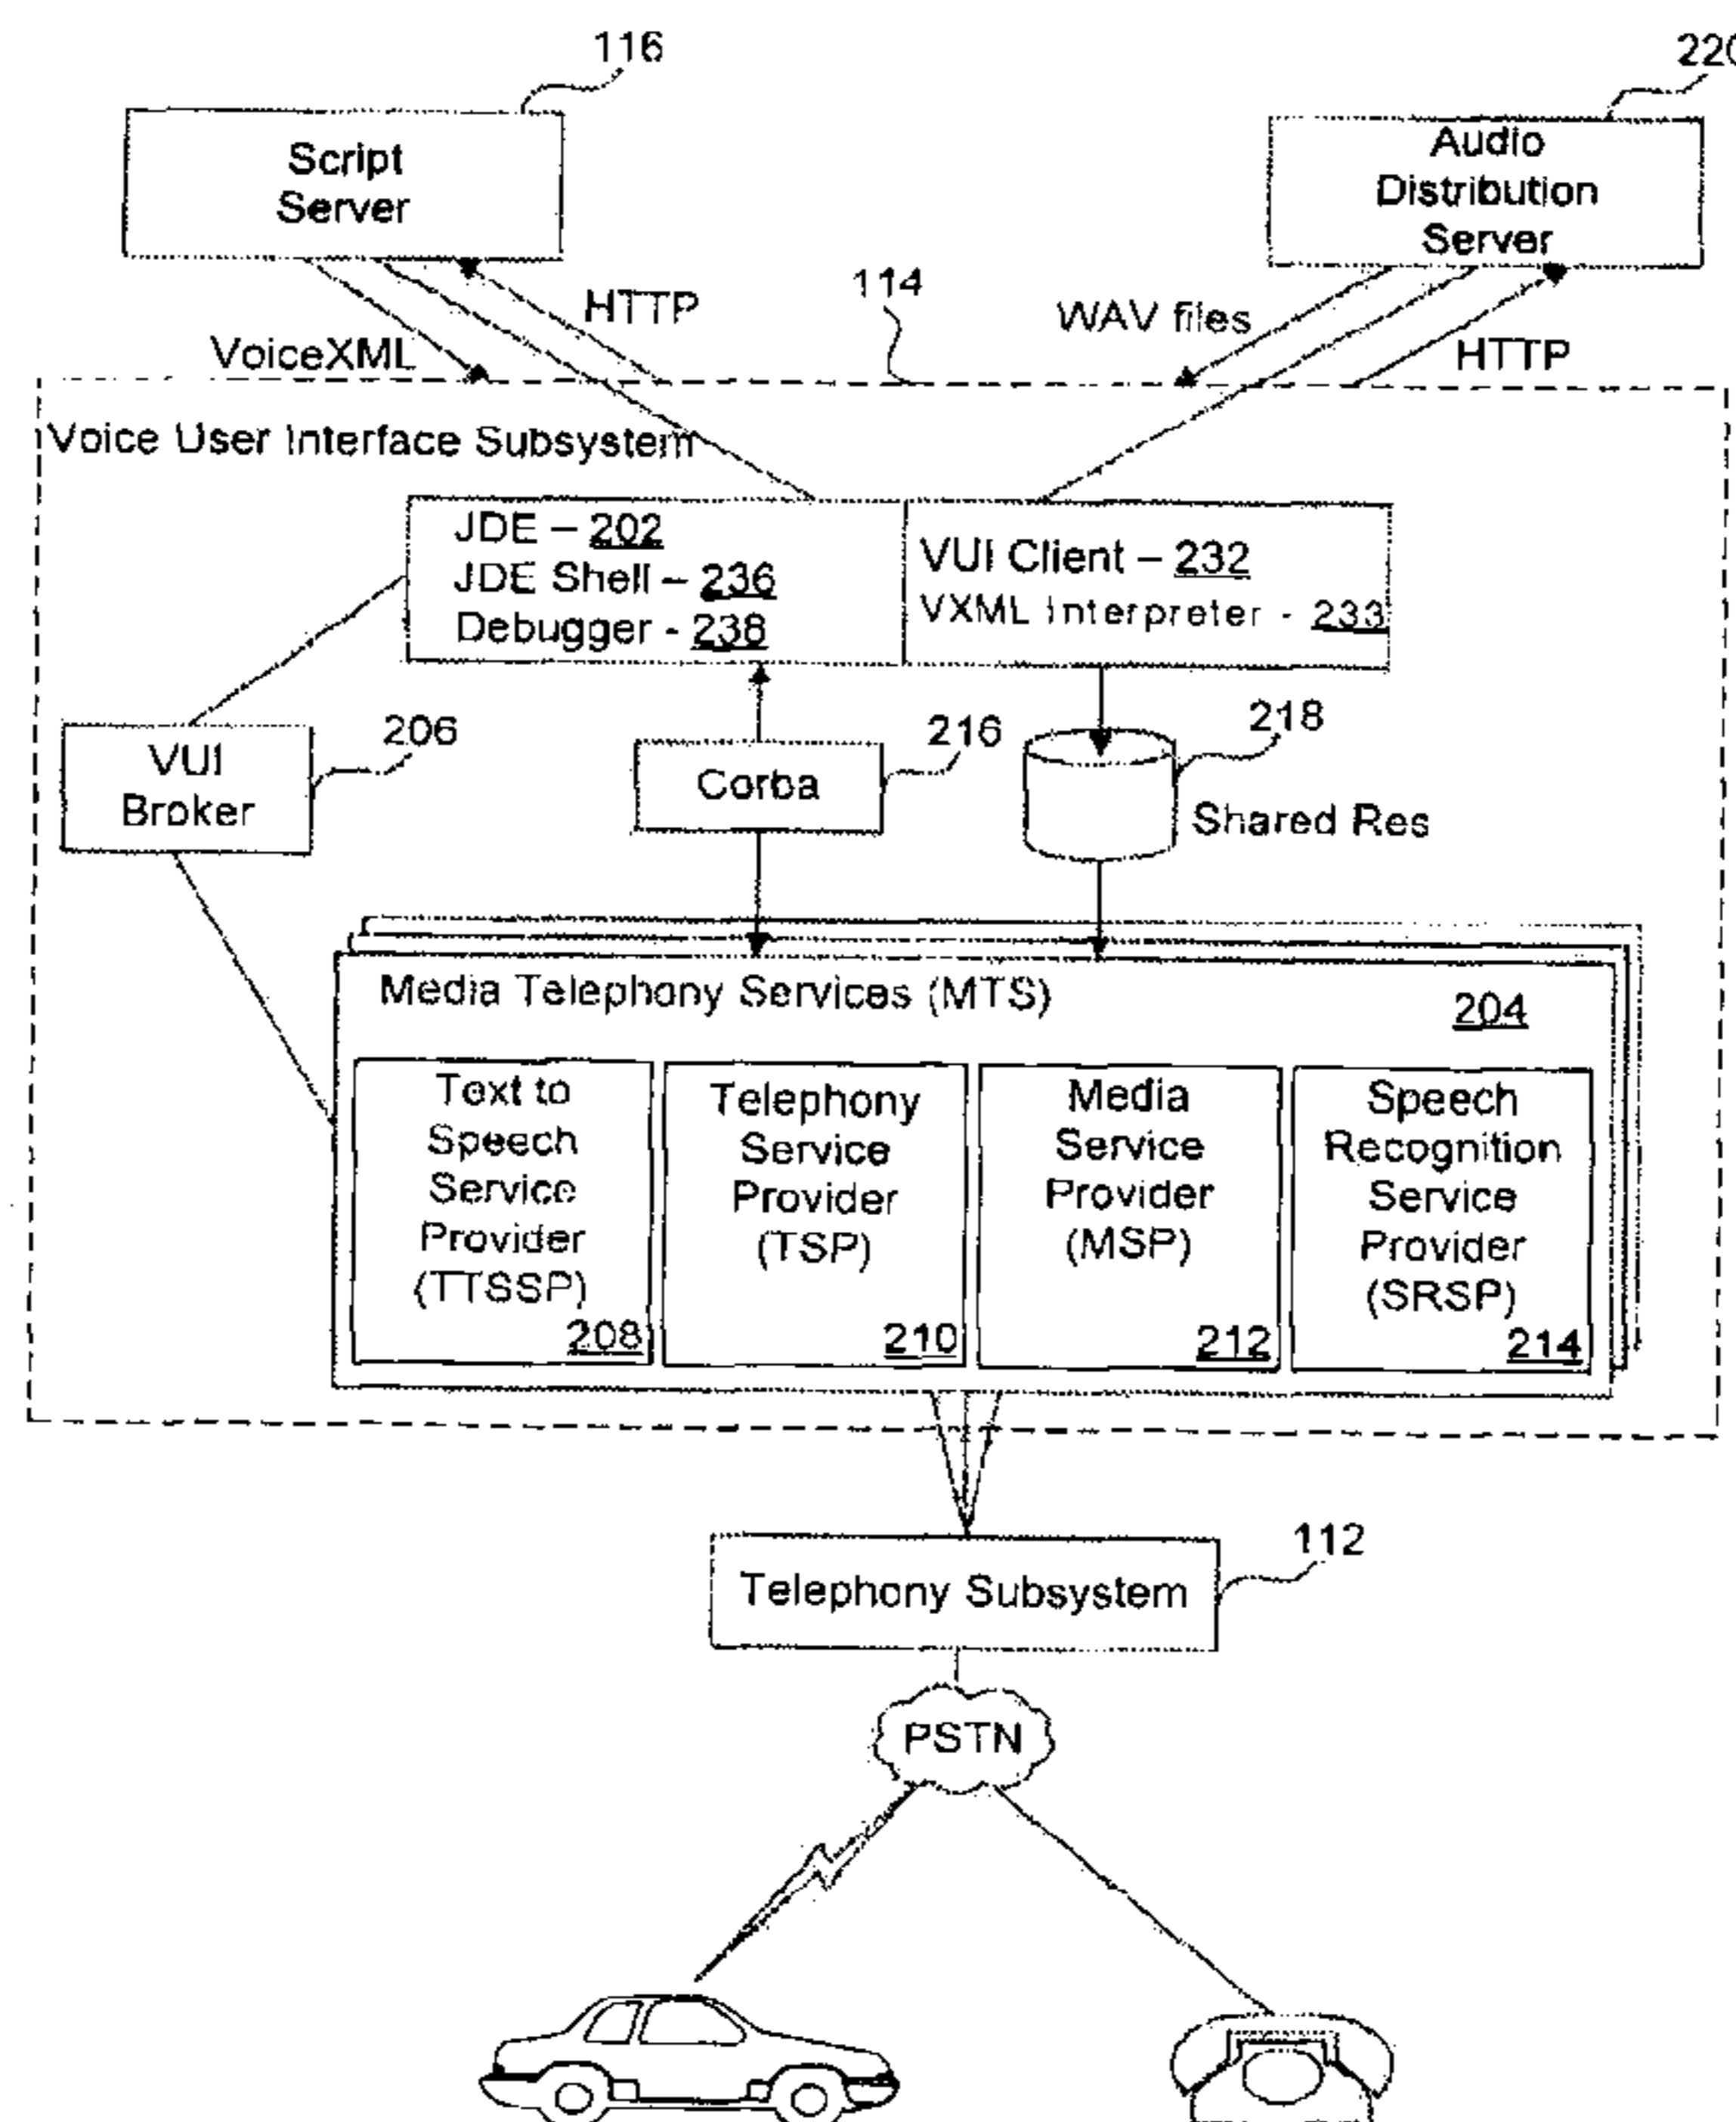 116
220
Script
Server
Audio
Distribution
Server
HTTP
114
WAV files
VoiceXML
HTTP
Voice User Interface Subsystem
JDE – 202
JDE Shell – 236
Debugger - 238
VUI Client – 232
VXML Interpreter - 233
VUI
Broker
206
Corba
216
218
Shared Res
Media Telephony Services (MTS)
204
Text to
Speech
Service
Provider
(TTSSP)
208
Telephony
Service
Provider
(TSP)
210
Media
Service
Provider
(MSP)
212
Speech
Recognition
Service
Provider
(SRSP)
214
112
Telephony Subsystem
PSTN